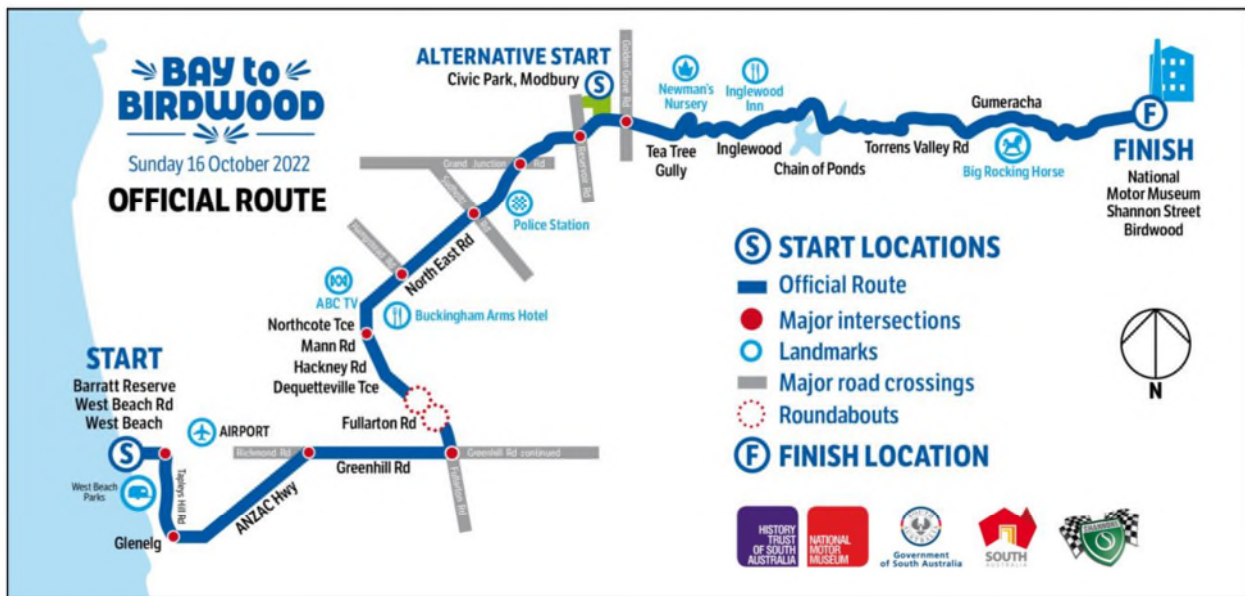 BAY to
BIRDWOOD
Sunday 16 October 2022
OFFICIAL ROUTE
ALTERNATIVE START
Civic Park, Modbury
S
Golden Grove Rd
Newman's
Nursery
Inglewood
Inn
Gumeracha
F
FINISH
National
Motor Museum
Shannon Street
Birdwood
Grand Junction Rd
Reservoir Rd
Tea Tree
Gully
Inglewood
Chain of Ponds
Torrens Valley Rd
Big Rocking Horse
Police Station
North East Rd
ABC TV
Buckingham Arms Hotel
Northcote Tce
Mann Rd
Hackney Rd
Dequetteville Tce
Fullarton Rd
START
Barratt Reserve
West Beach Rd
West Beach
S
AIRPORT
West Beach
Parks
Tapleys Hill Rd
Glenelg
ANZAC Hwy
Richmond Rd
Greenhill Rd
Greenhill Rd continued
Fullarton Rd
S START LOCATIONS
Official Route
Major intersections
Landmarks
Major road crossings
Roundabouts
F FINISH LOCATION
N
HISTORY
TRUST
OF SOUTH
AUSTRALIA
NATIONAL
MOTOR
MUSEUM
SOUTH
AUSTRALIA
Government
of South Australia
SOUTH
AUSTRALIA
SHANNONS
S